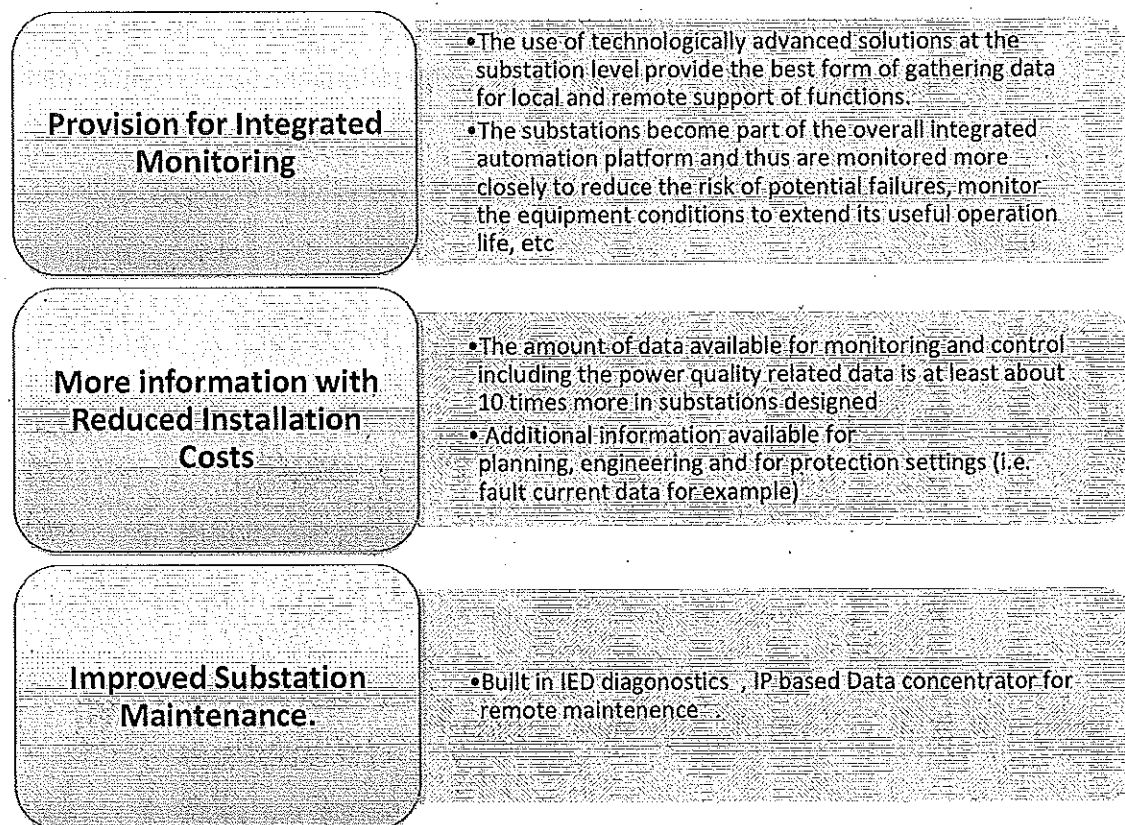 Provision for Integrated
Monitoring
•The use of technologically advanced solutions at the
substation level provide the best form of gathering data
for local and remote support of functions.
•The substations become part of the overall integrated
automation platform and thus are monitored more
closely to reduce the risk of potential failures, monitor
the equipment conditions to extend its useful operation
life, etc
More information with
Reduced Installation
Costs
•The amount of data available for monitoring and control
including the power quality related data is at least about
10 times more in substations designed
• Additional information available for
planning, engineering and for protection settings (i.e.
fault current data for example)
Improved Substation
Maintenance.
•Built in IED diagonostics , IP based Data concentrator for
remote maintenence .